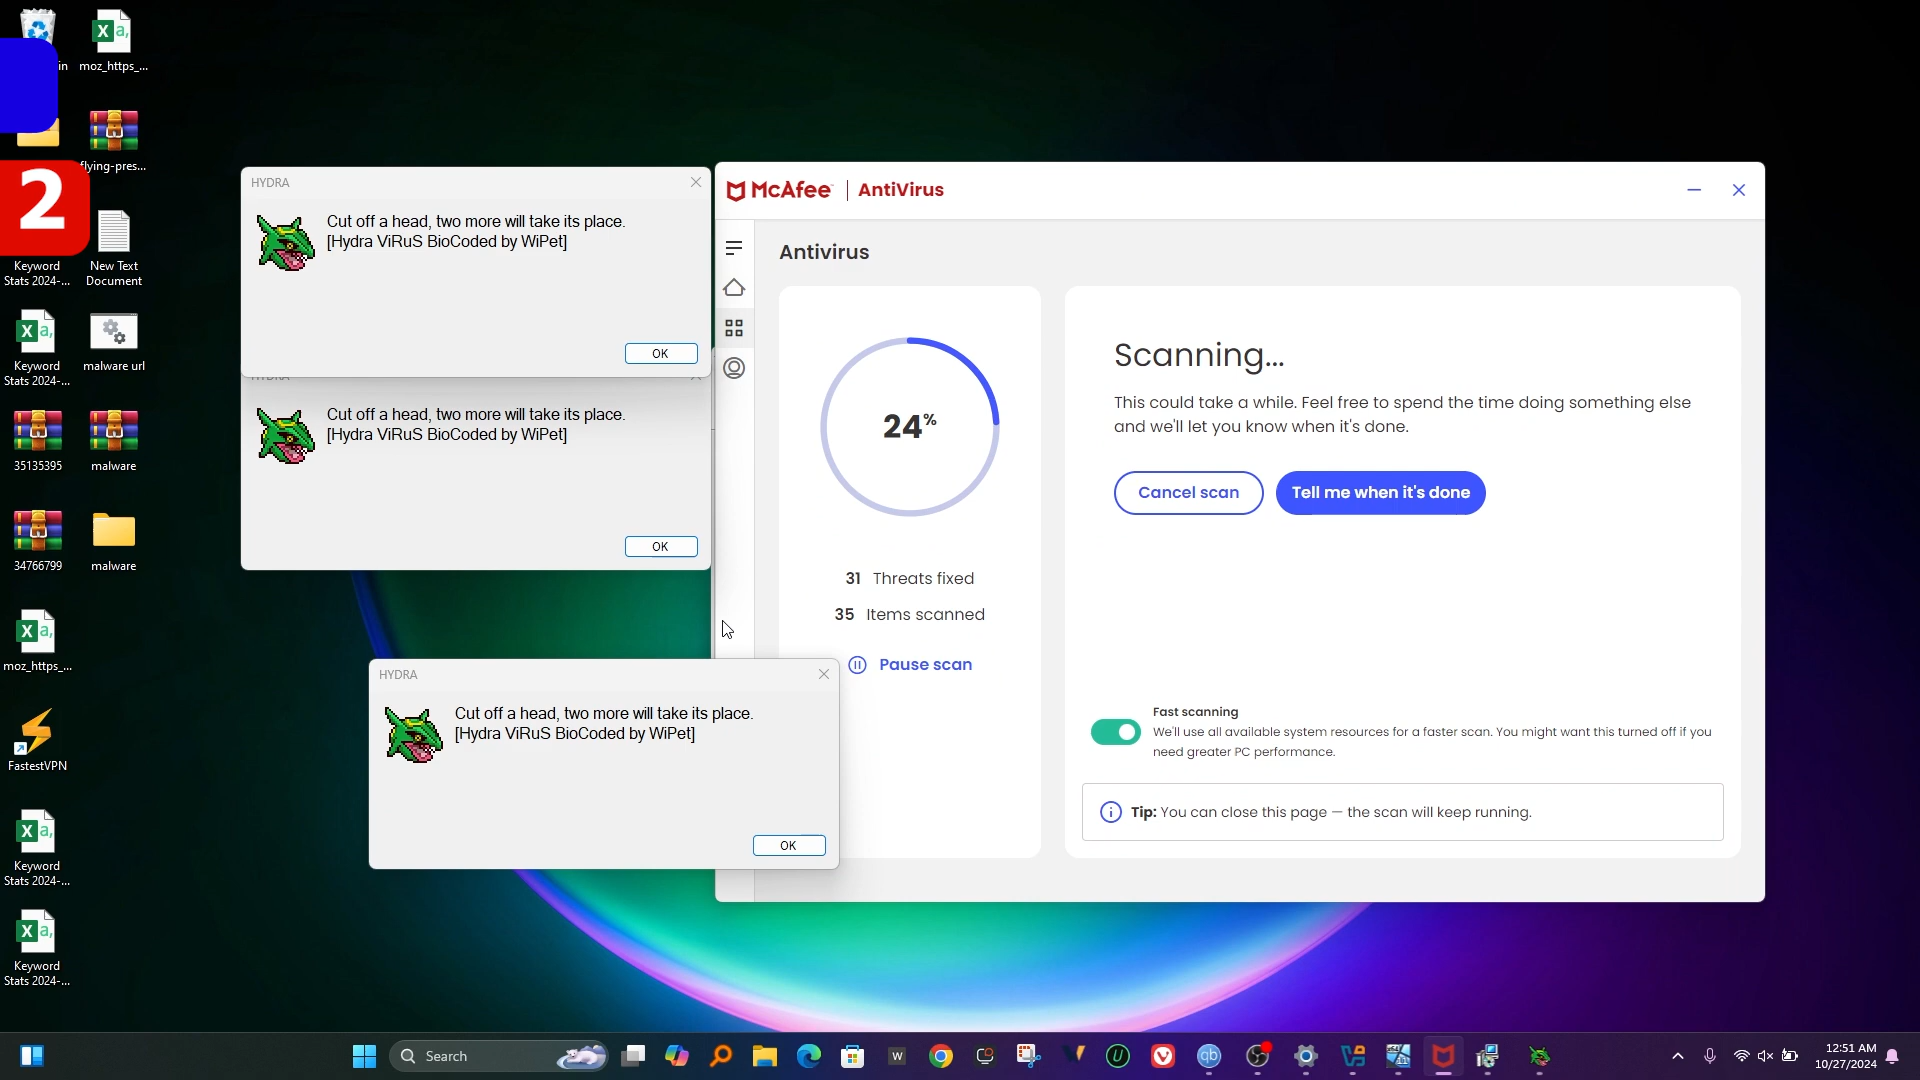 in
moz_https_...
flying-pres...
2
Keyword
Stats 2024-...
New Text
Document
Keyword
Stats 2024-...
malware url
35135395
malware
34766799
malware
moz_https_...
FastestVPN
Keyword
Stats 2024-...
Keyword
Stats 2024-...
HYDRA
Cut off a head, two more will take its place.
[Hydra ViRuS BioCoded by WiPet]
OK
HYDRA
Cut off a head, two more will take its place.
[Hydra ViRuS BioCoded by WiPet]
OK
HYDRA
Cut off a head, two more will take its place.
[Hydra ViRuS BioCoded by WiPet]
OK
McAfee | AntiVirus
Antivirus
24%
31 Threats fixed
35 Items scanned
Pause scan
Scanning...
This could take a while. Feel free to spend the time doing something else
and we'll let you know when it's done.
Cancel scan
Tell me when it's done
Fast scanning
We'll use all available system resources for a faster scan. You might want this turned off if you
need greater PC performance.
Tip: You can close this page — the scan will keep running.
Search
W
qb
12:51 AM
10/27/2024